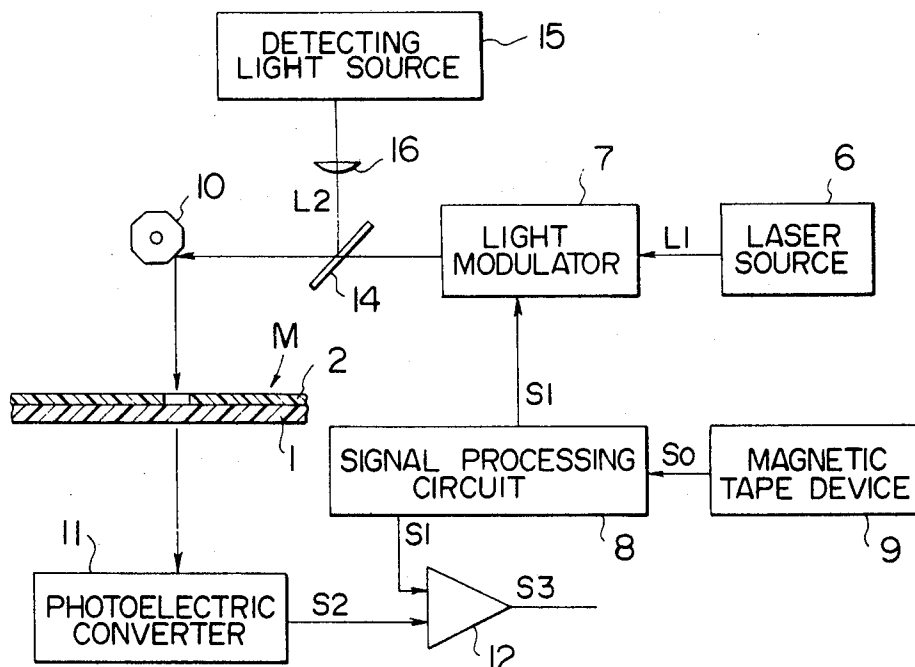 DETECTING
LIGHT SOURCE
15
16
L2
10
7
6
LIGHT
MODULATOR
L1
LASER
SOURCE
14
M
2
1
S1
SIGNAL PROCESSING
CIRCUIT
8
S0
MAGNETIC
TAPE DEVICE
9
11
S1
PHOTOELECTRIC
CONVERTER
S2
S3
12